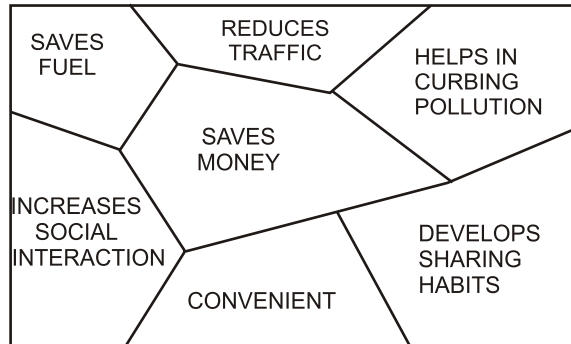 SAVES
FUEL
REDUCES
TRAFFIC
HELPS IN
CURBING
POLLUTION
SAVES
MONEY
INCREASES
SOCIAL
INTERACTION
CONVENIENT
DEVELOPS
SHARING
HABITS